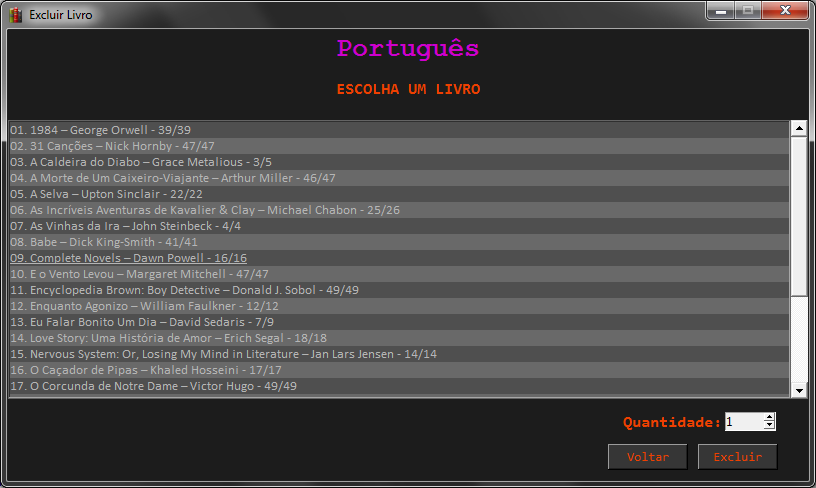 Excluir Livro
Português
ESCOLHA UM LIVRO
01. 1984 – George Orwell - 39/39
02. 31 Canções – Nick Hornby - 47/47
03. A Caldeira do Diabo – Grace Metalious - 3/5
04. A Morte de Um Caixeiro-Viajante – Arthur Miller - 46/47
05. A Selva – Upton Sinclair - 22/22
06. As Incríveis Aventuras de Kavalier & Clay – Michael Chabon - 25/26
07. As Vinhas da Ira – John Steinbeck - 4/4
08. Babe – Dick King-Smith - 41/41
09. Complete Novels – Dawn Powell - 16/16
10. E o Vento Levou – Margaret Mitchell - 47/47
11. Encyclopedia Brown: Boy Detective – Donald J. Sobol - 49/49
12. Enquanto Agonizo – William Faulkner - 12/12
13. Eu Falar Bonito Um Dia – David Sedaris - 7/9
14. Love Story: Uma História de Amor – Erich Segal - 18/18
15. Nervous System: Or, Losing My Mind in Literature – Jan Lars Jensen - 14/14
16. O Caçador de Pipas – Khaled Hosseini - 17/17
17. O Corcunda de Notre Dame – Victor Hugo - 49/49
Quantidade: 1
Voltar Excluir